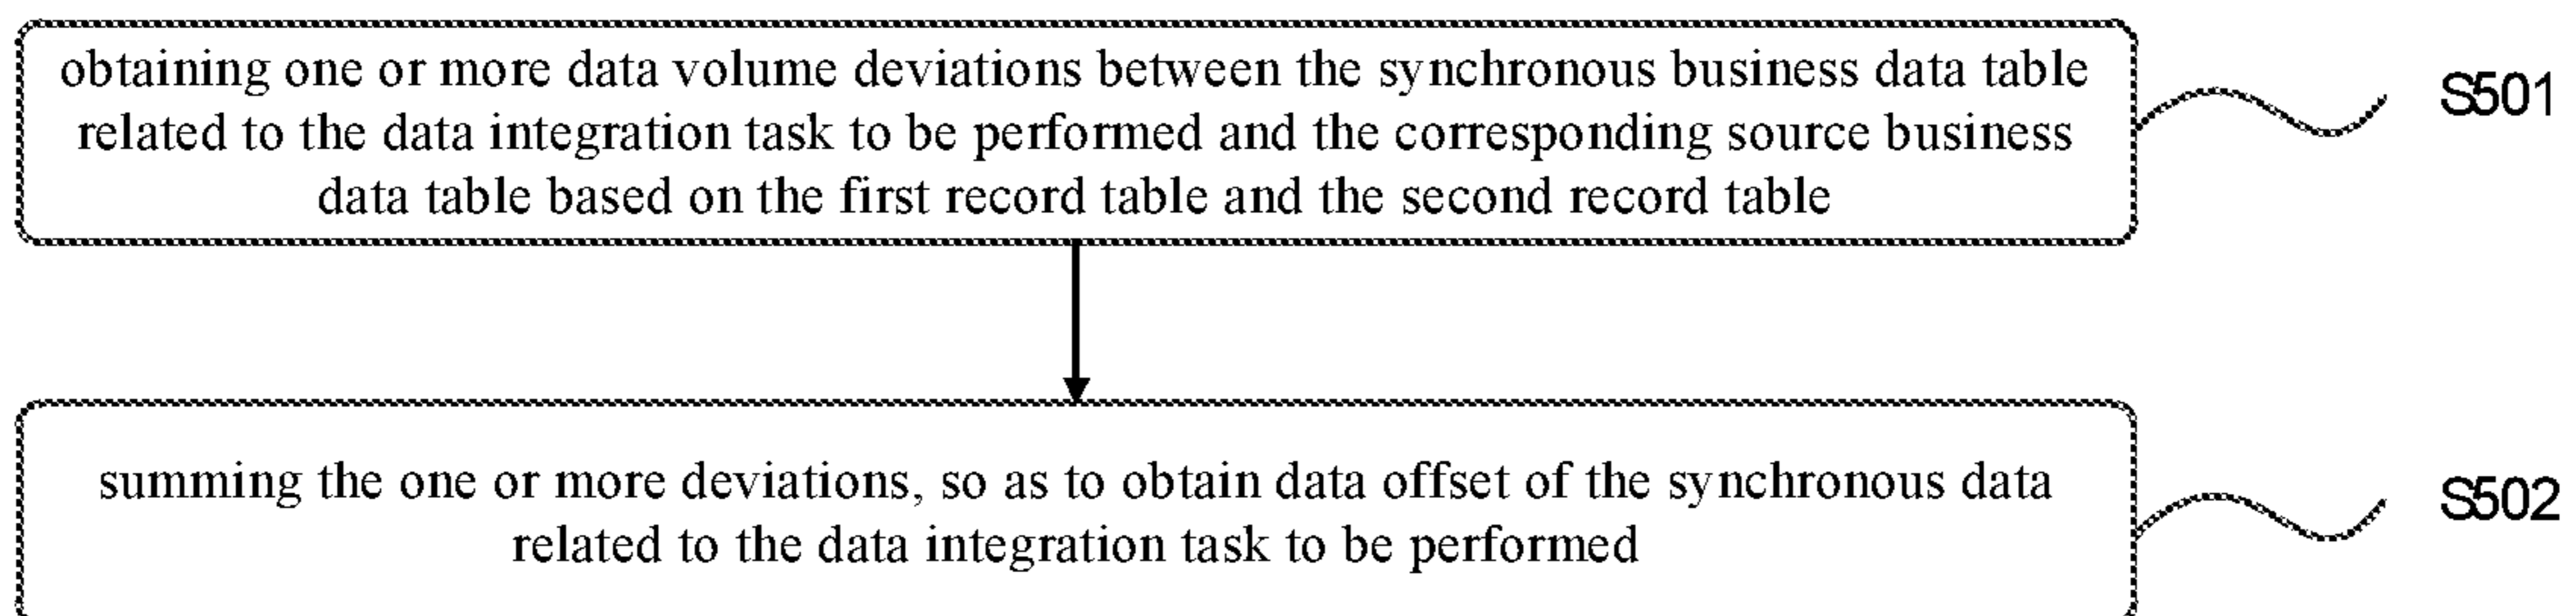 obtaining one or more data volume deviations between the synchronous business data table
related to the data integration task to be performed and the corresponding source business
data table based on the first record table and the second record table
S501
summing the one or more deviations, so as to obtain data offset of the synchronous data
related to the data integration task to be performed
S502